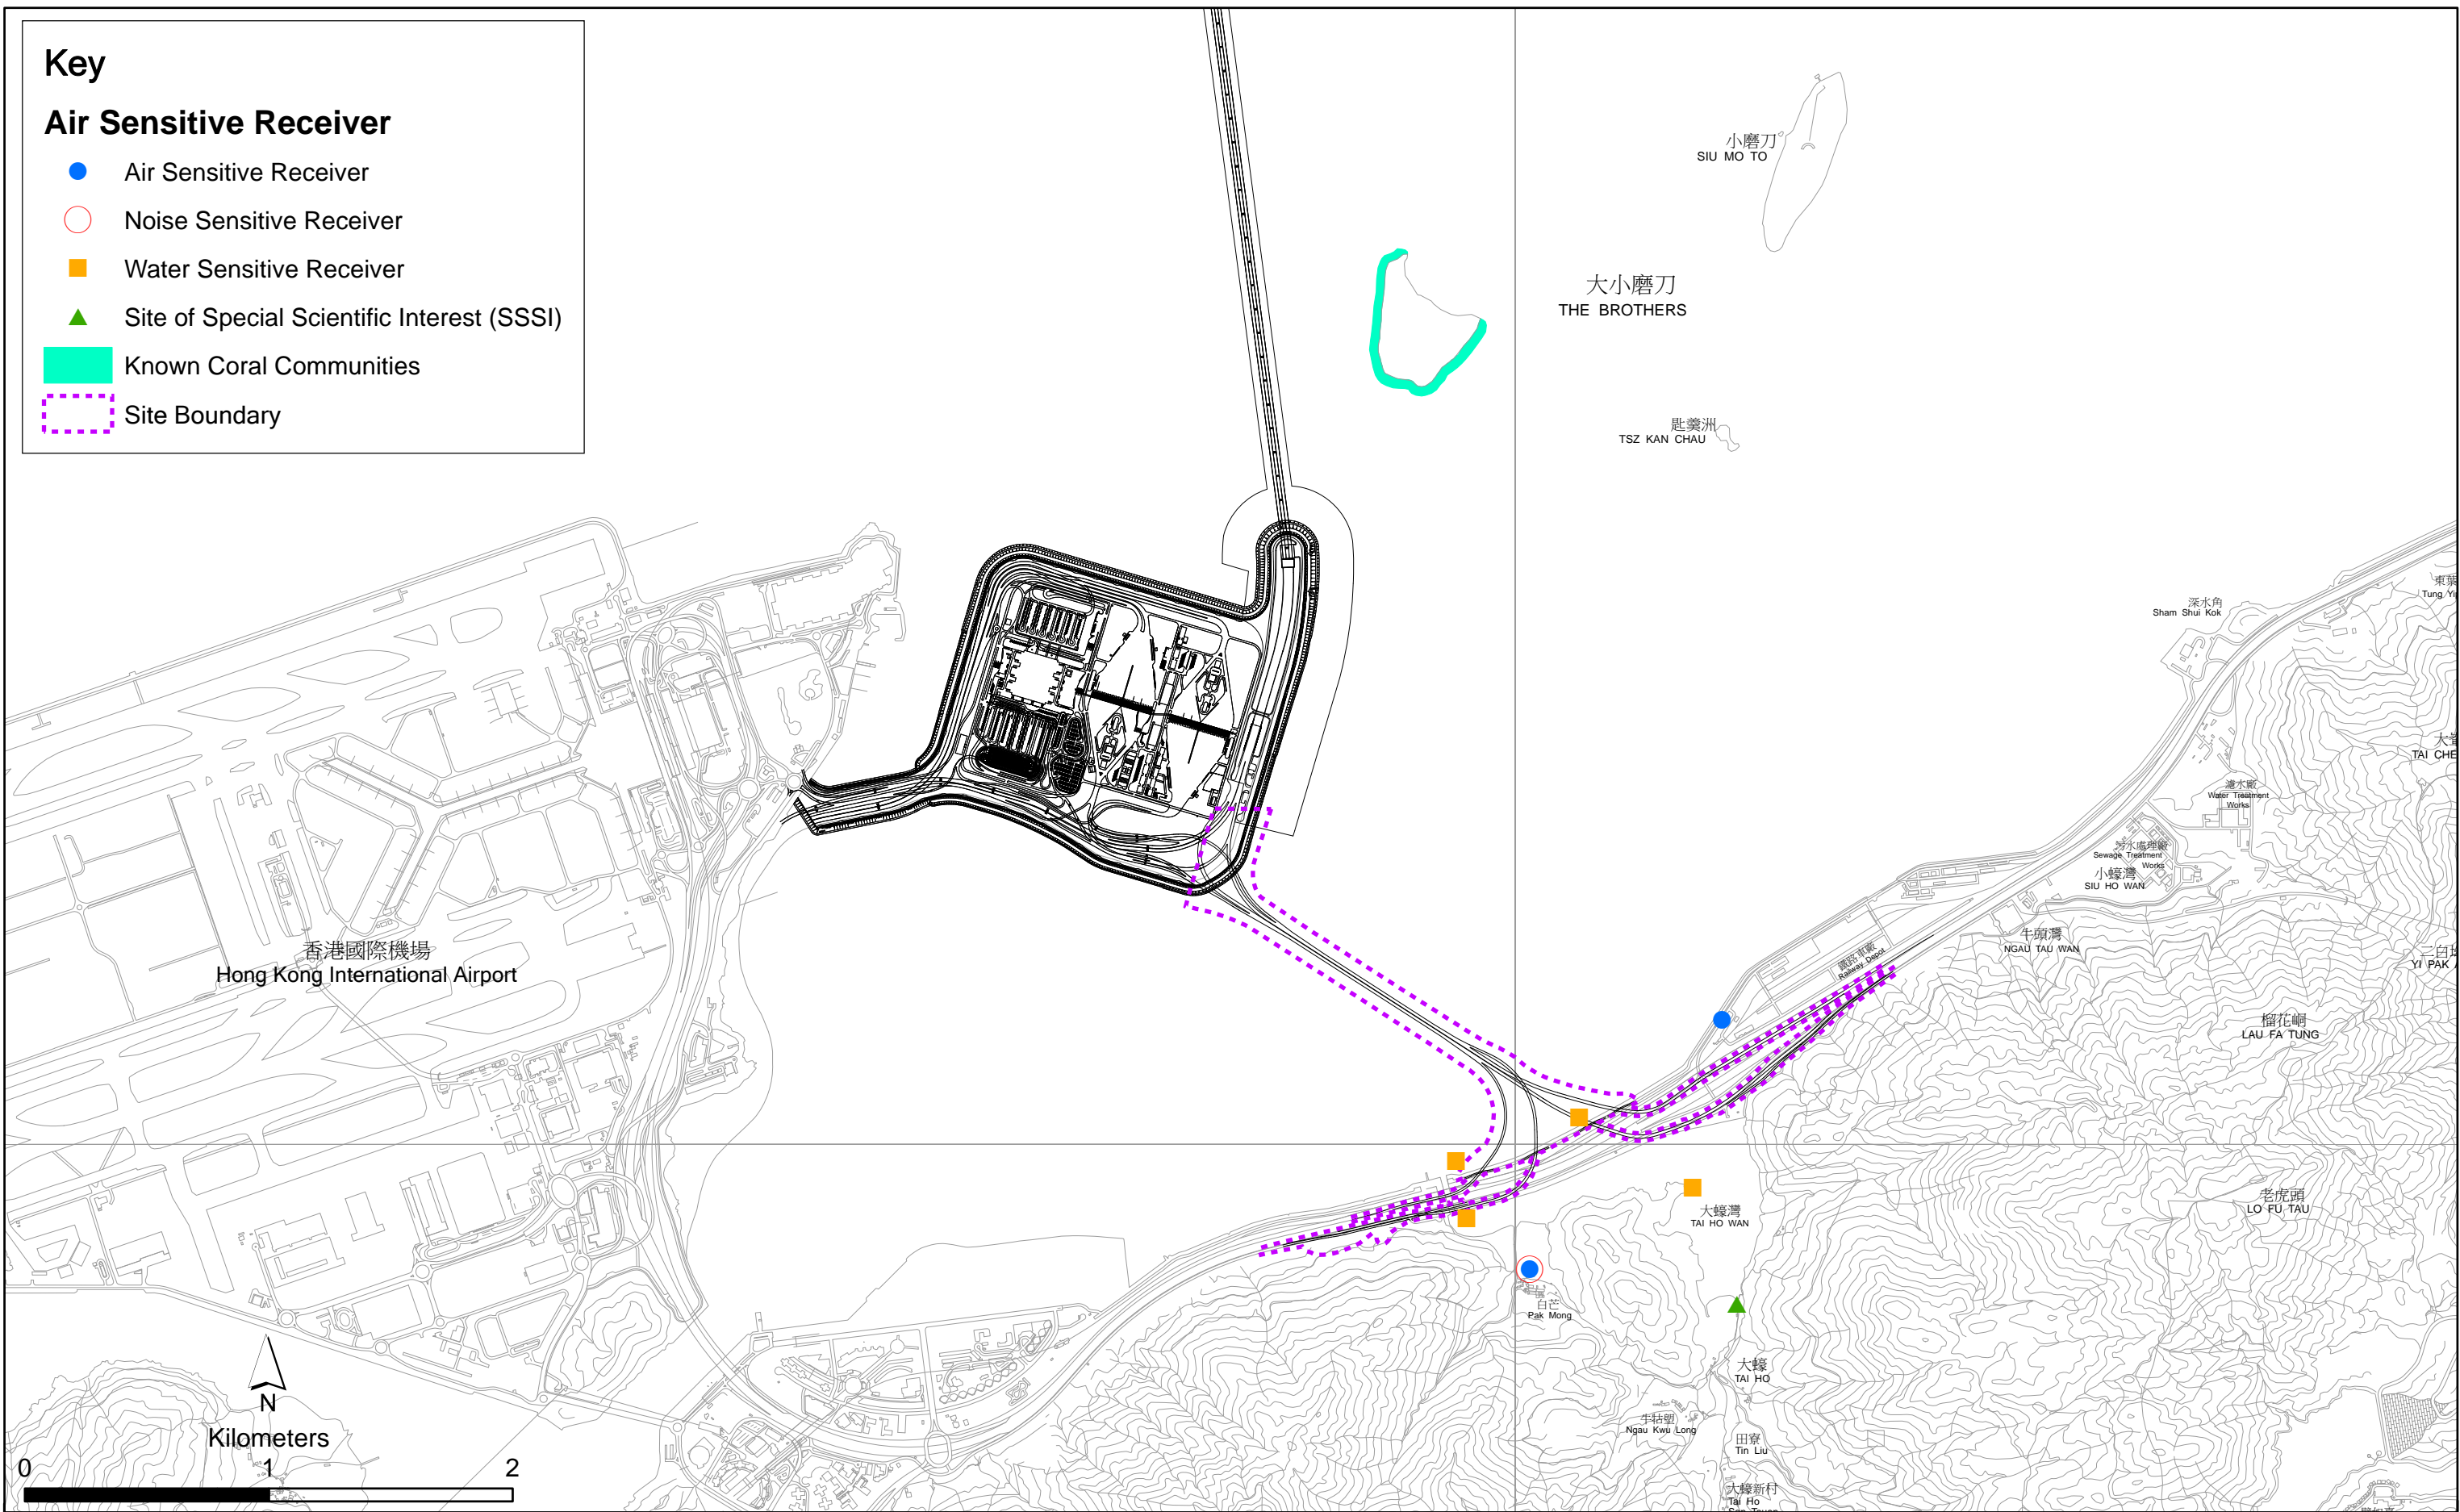 Key
Air Sensitive Receiver
Air Sensitive Receiver
Noise Sensitive Receiver
Water Sensitive Receiver
Site of Special Scientific Interest (SSSI)
Known Coral Communities
Site Boundary
小磨刀
SIU MO TO
大小磨刀
THE BROTHERS
匙羹洲
TSZ KAN CHAU
深水角
Sham Shui Kok
Tung
TAI
濾水廠
Water Treatment
Works
污水處理廠
Sewage Treatment
Works
小蠔灣
SIU HO WAN
牛頭灣
NGAU TAU WAN
鐵路車廠
Railway Depot
二白
YI PAK
榴花峒
LAU FA TUNG
香港國際機場
Hong Kong International Airport
老虎頭
LO FU TAU
大蠔灣
TAI HO WAN
白芒
Pak Mong
大蠔
TAI HO
牛牯塱
Ngau Kwu Long
田寮
Tin Liu
大蠔新村
Tai Ho
N
Kilometers
0 1 2